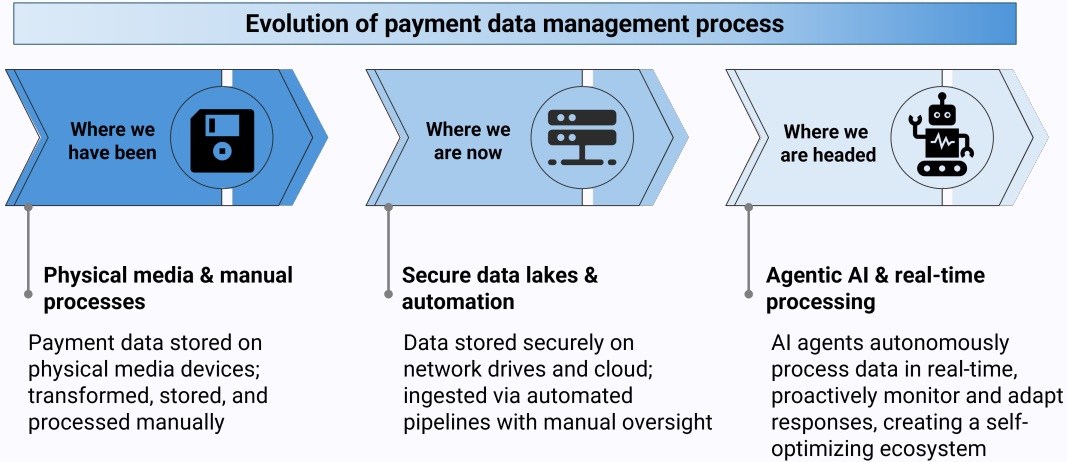 Evolution of payment data management process
Where we
have been
Where we
are now
Where we
are headed
Physical media & manual
processes
Payment data stored on
physical media devices;
transformed, stored, and
processed manually
Secure data lakes &
automation
Data stored securely on
network drives and cloud;
ingested via automated
pipelines with manual oversight
Agentic AI & real-time
processing
AI agents autonomously
process data in real-time,
proactively monitor and adapt
responses, creating a self-
optimizing ecosystem